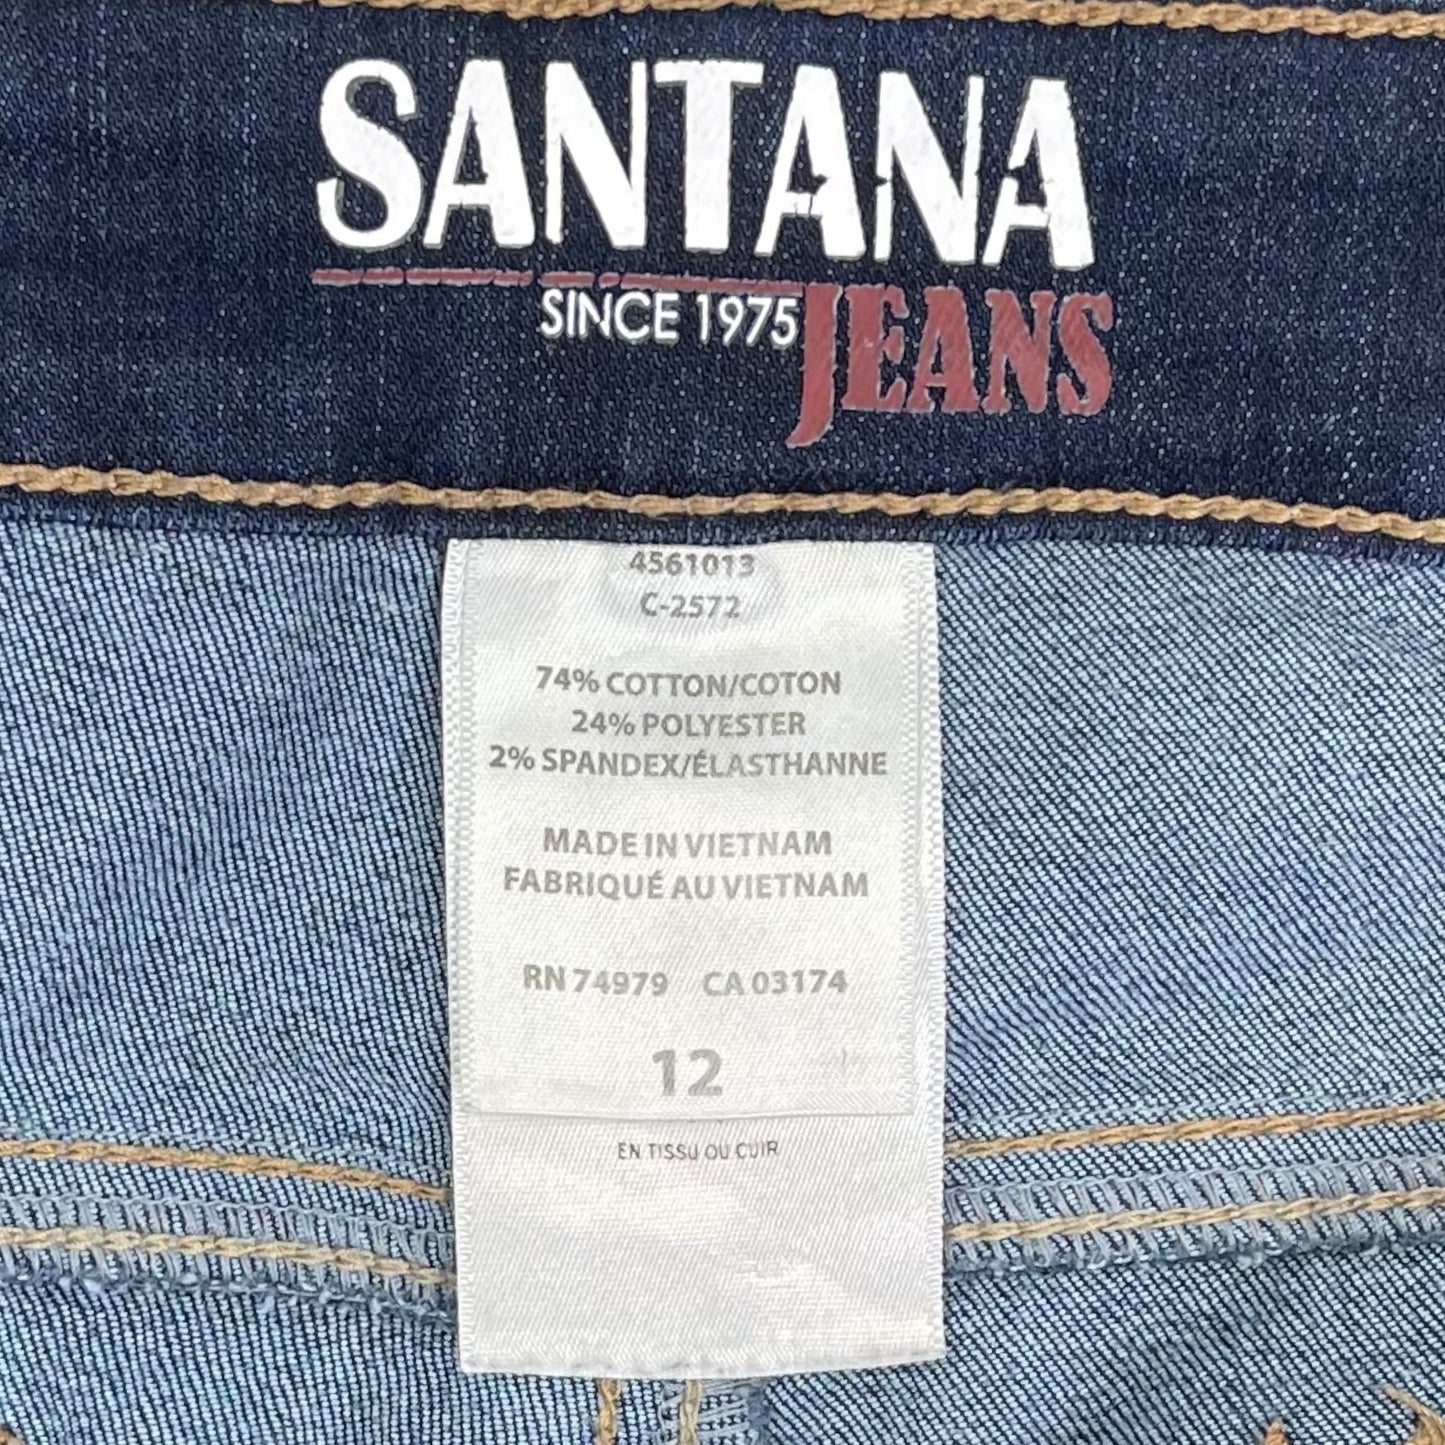 SANTANA
SINCE 1975 JEANS
4561013
C-2572
74% COTTON/COTON
24% POLYESTER
2% SPANDEX/ÉLASTHANNE
MADE IN VIETNAM
FABRIQUÉ AU VIETNAM
RN 74979 CA 03174
12
EN TISSU OU CUIR